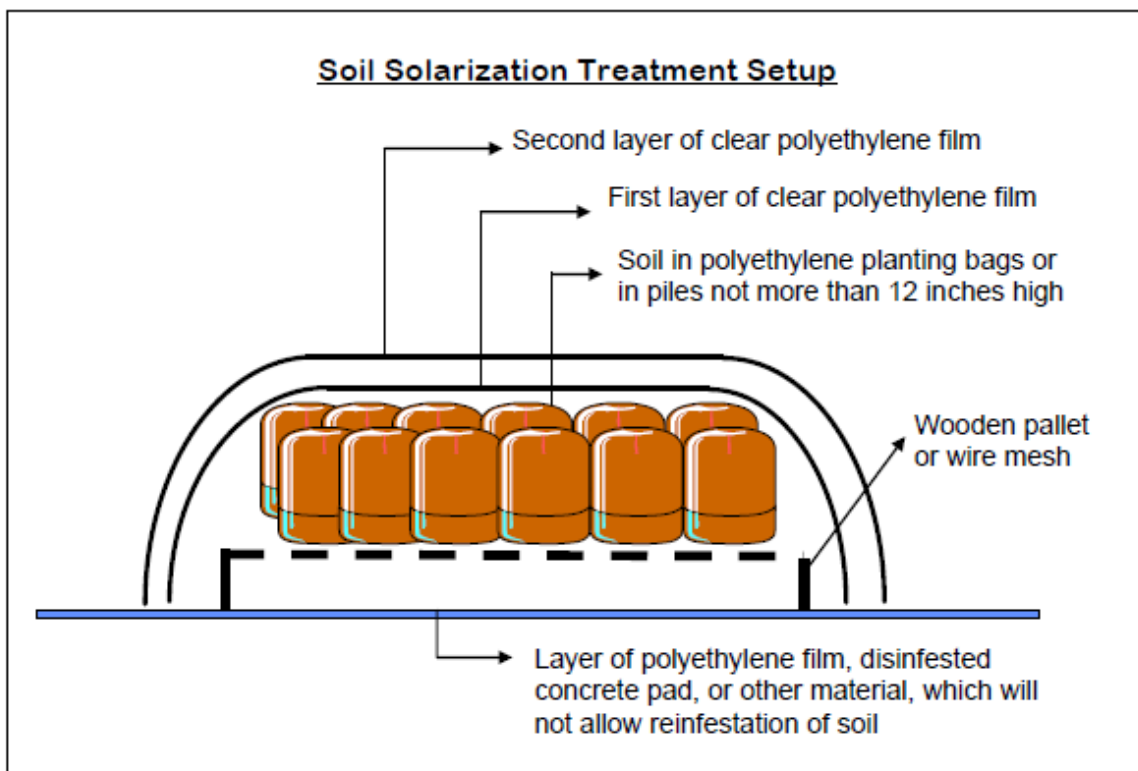 Soil Solarization Treatment Setup
Second layer of clear polyethylene film
First layer of clear polyethylene film
Soil in polyethylene planting bags or
in piles not more than 12 inches high
Wooden pallet
or wire mesh
Layer of polyethylene film, disinfested
concrete pad, or other material, which will
not allow reinfestation of soil